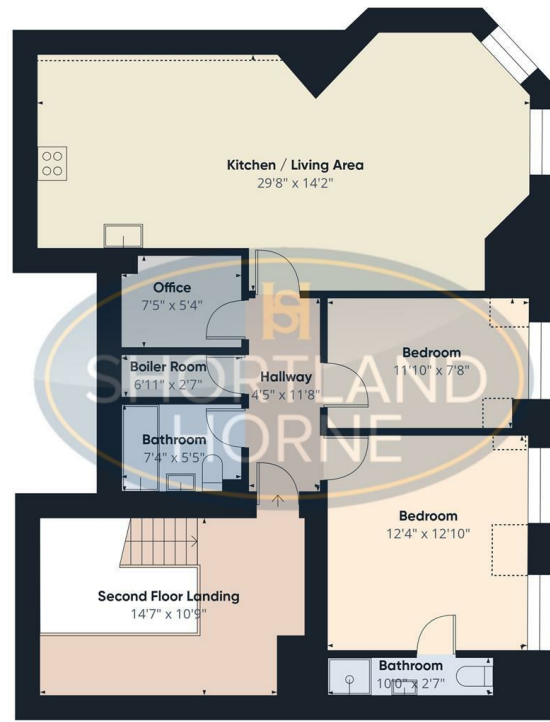 Kitchen / Living Area
29'8" x 14'2"
Office
7'5" x 5'4"
SH
Boiler Room
6'11" x 2'7"
Hallway
4'5" x 11'8"
Bedroom
11'10" x 7'8"
SHORTLAND
HORNE
Bathroom
7'4" x 5'5"
Bedroom
12'4" x 12'10"
Second Floor Landing
14'7" x 10'9"
Bathroom
10'0" x 2'7"